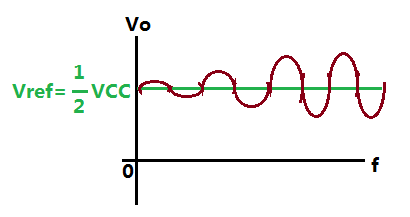 Vo
Vref= 1/2 VCC
0
f